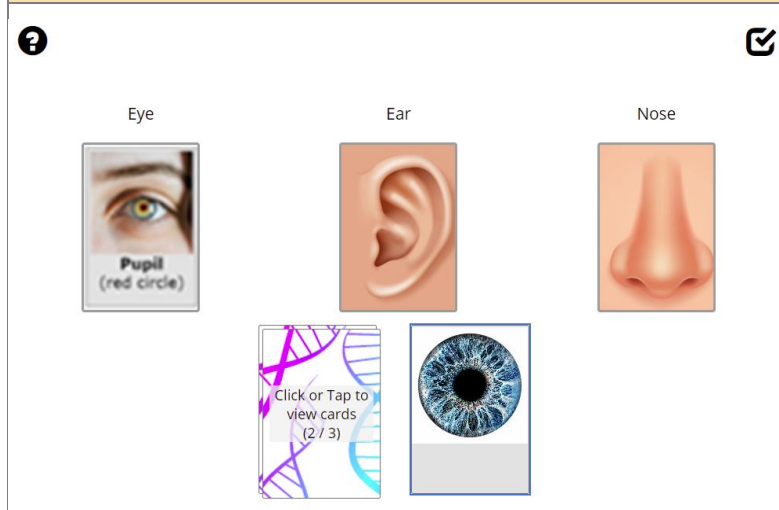 ?
Eye
Ear
Nose
Pupil
(red circle)
Click or Tap to
view cards
(2 / 3)